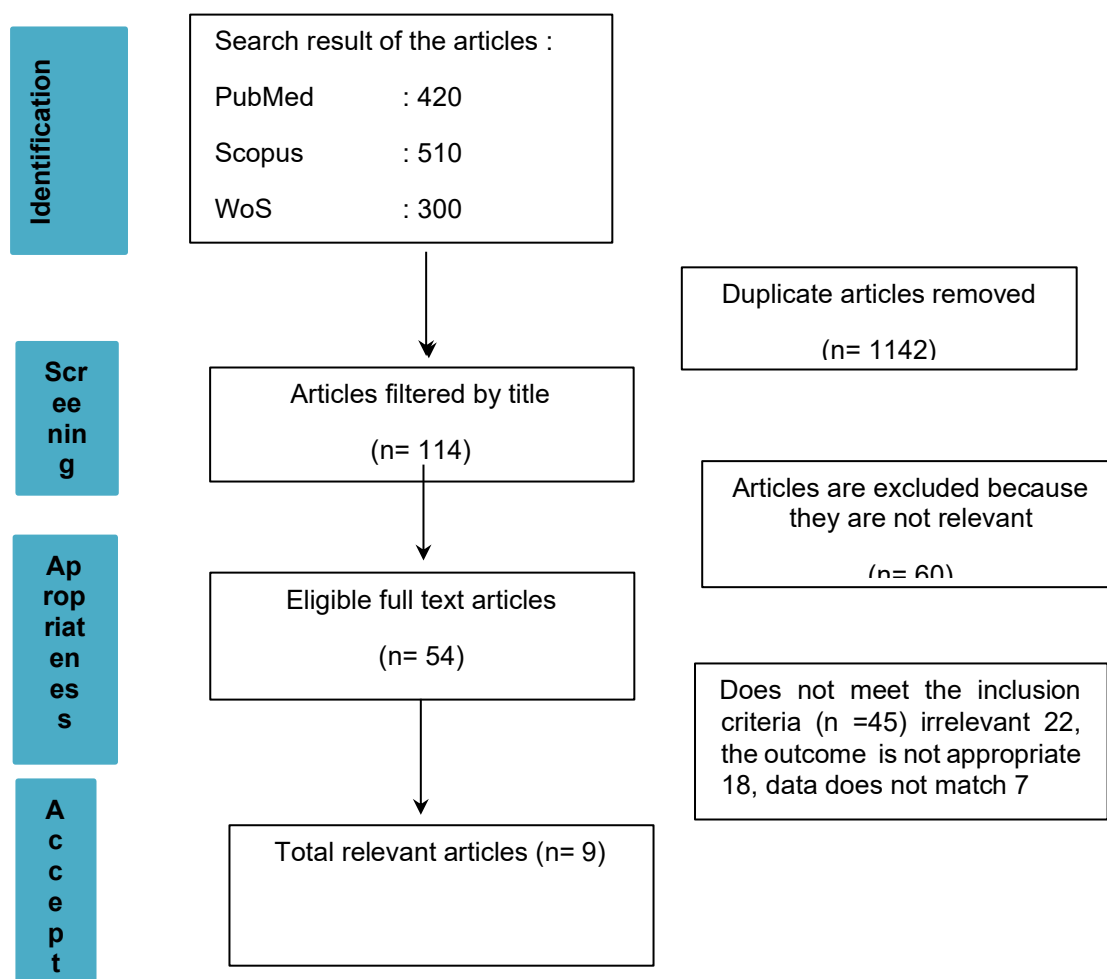 Identification
Search result of the articles :
PubMed : 420
Scopus : 510
WoS : 300
Duplicate articles removed
(n= 1142)
Scr
ee
nin
g
Articles filtered by title
(n= 114)
Articles are excluded because
they are not relevant
(n= 60)
Ap
rop
riat
en
es
s
Eligible full text articles
(n= 54)
Does not meet the inclusion
criteria (n =45) irrelevant 22,
the outcome is not appropriate
18, data does not match 7
A
c
c
e
p
t
Total relevant articles (n= 9)